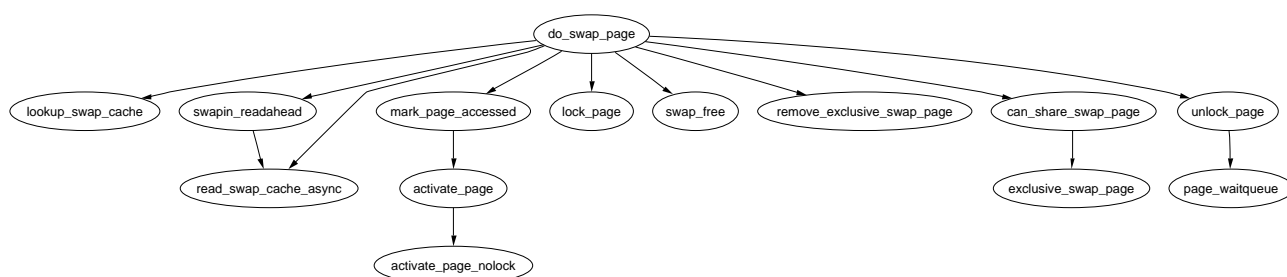 do_swap_page
lookup_swap_cache
swapin_readahead
mark_page_accessed
lock_page
swap_free
remove_exclusive_swap_page
can_share_swap_page
unlock_page
read_swap_cache_async
activate_page
exclusive_swap_page
page_waitqueue
activate_page_nolock